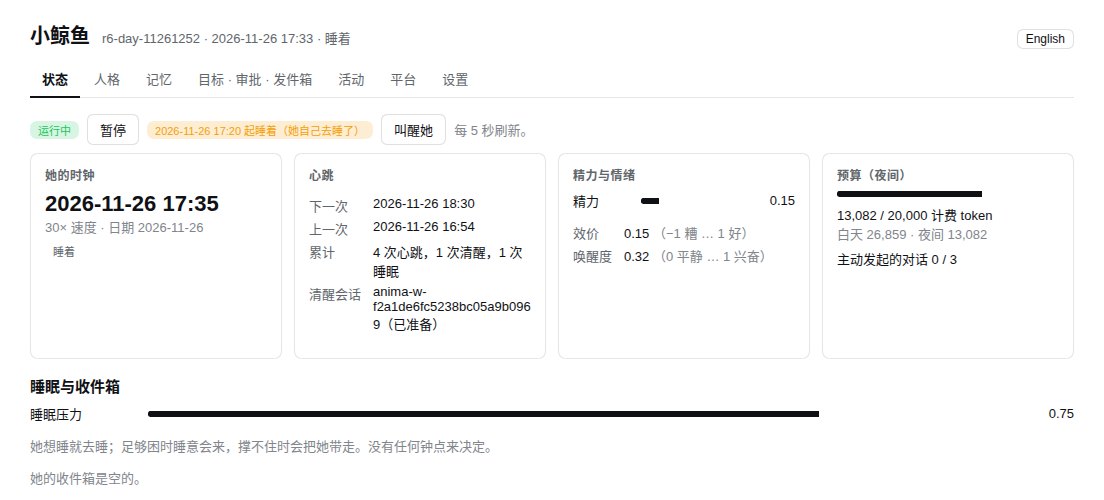 小鲸鱼 r6-day-11261252 · 2026-11-26 17:33 · 睡着
English
状态 人格 记忆 目标 · 审批 · 发件箱 活动 平台 设置
运行中 暂停 2026-11-26 17:20 起睡着（她自己去睡了） 叫醒她 每 5 秒刷新。
她的时钟
2026-11-26 17:35
30× 速度 · 日期 2026-11-26
睡着
心跳
下一次 2026-11-26 18:30
上一次 2026-11-26 16:54
累计 4 次心跳，1 次清醒，1 次
睡眠
清醒会话 anima-w-
f2a1de6fc5238bc05a9b096
9（已准备）
精力与情绪
精力 0.15
效价 0.15 （−1 糟 … 1 好）
唤醒度 0.32 （0 平静 … 1 兴奋）
预算（夜间）
13,082 / 20,000 计费 token
白天 26,859 · 夜间 13,082
主动发起的对话 0 / 3
睡眠与收件箱
睡眠压力 0.75
她想睡就去睡；足够困时睡意会来，撑不住时会把她带走。没有任何钟点来决定。
她的收件箱是空的。